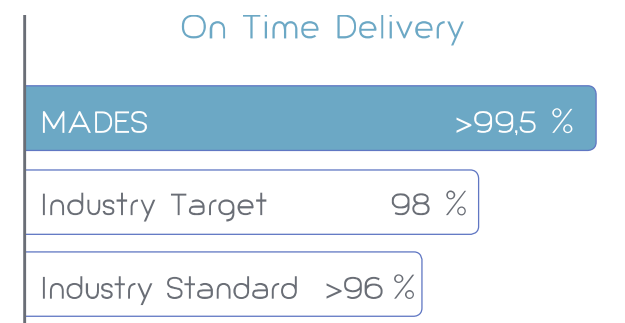 On Time Delivery
MADES >99,5 %
Industry Target 98 %
Industry Standard >96 %